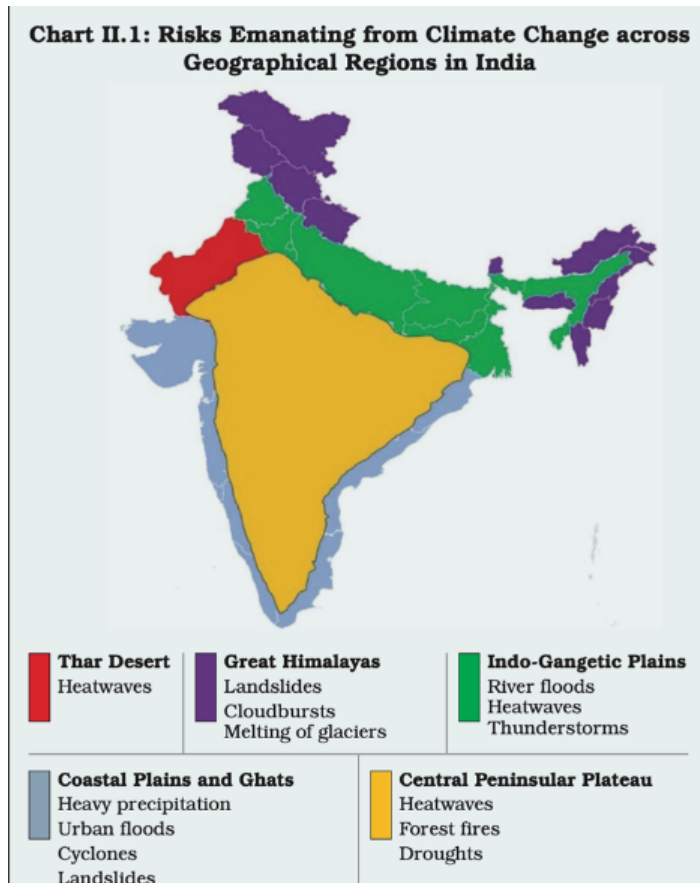 Chart II.1: Risks Emanating from Climate Change across
Geographical Regions in India
Thar Desert
Heatwaves
Great Himalayas
Landslides
Cloudbursts
Melting of glaciers
Indo-Gangetic Plains
River floods
Heatwaves
Thunderstorms
Coastal Plains and Ghats
Heavy precipitation
Urban floods
Cyclones
Landslides
Central Peninsular Plateau
Heatwaves
Forest fires
Droughts